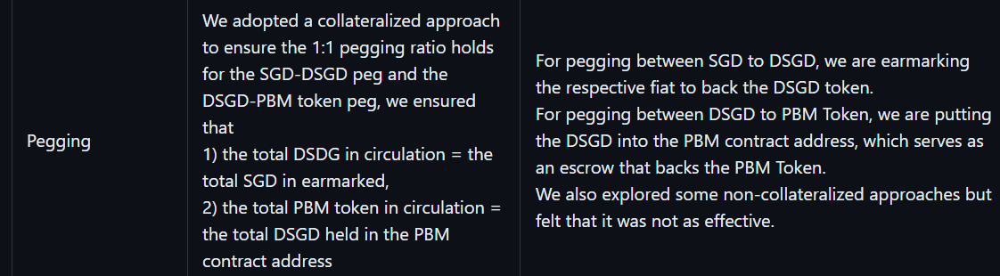 Pegging
We adopted a collateralized approach
to ensure the 1:1 pegging ratio holds
for the SGD-DSGD peg and the
DSGD-PBM token peg, we ensured
that
1) the total DSDG in circulation = the
total SGD in earmarked,
2) the total PBM token in circulation =
the total DSGD held in the PBM
contract address
For pegging between SGD to DSGD, we are earmarking
the respective fiat to back the DSGD token.
For pegging between DSGD to PBM Token, we are putting
the DSGD into the PBM contract address, which serves as
an escrow that backs the PBM Token.
We also explored some non-collateralized approaches but
felt that it was not as effective.